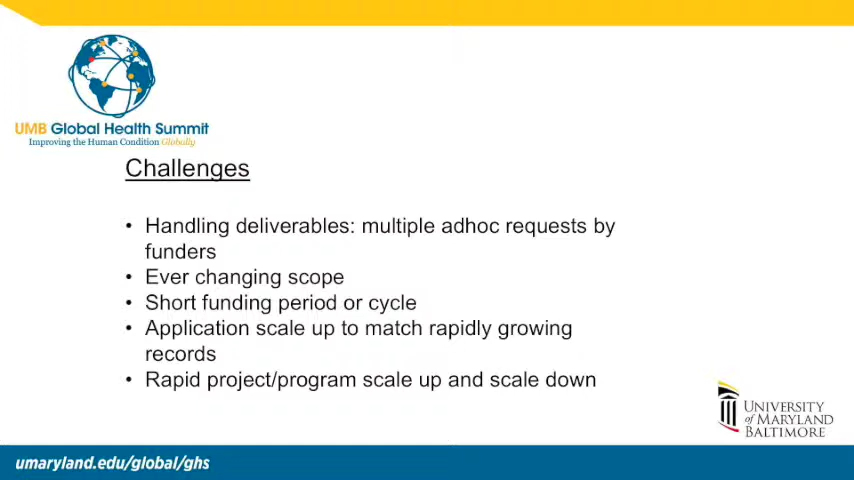 UMB Global Health Summit
Improving the Human Condition Globally
Challenges
• Handling deliverables: multiple adhoc requests by
funders
• Ever changing scope
• Short funding period or cycle
• Application scale up to match rapidly growing
records
• Rapid project/program scale up and scale down
UNIVERSITY
of MARYLAND
BALTIMORE
umaryland.edu/global/ghs